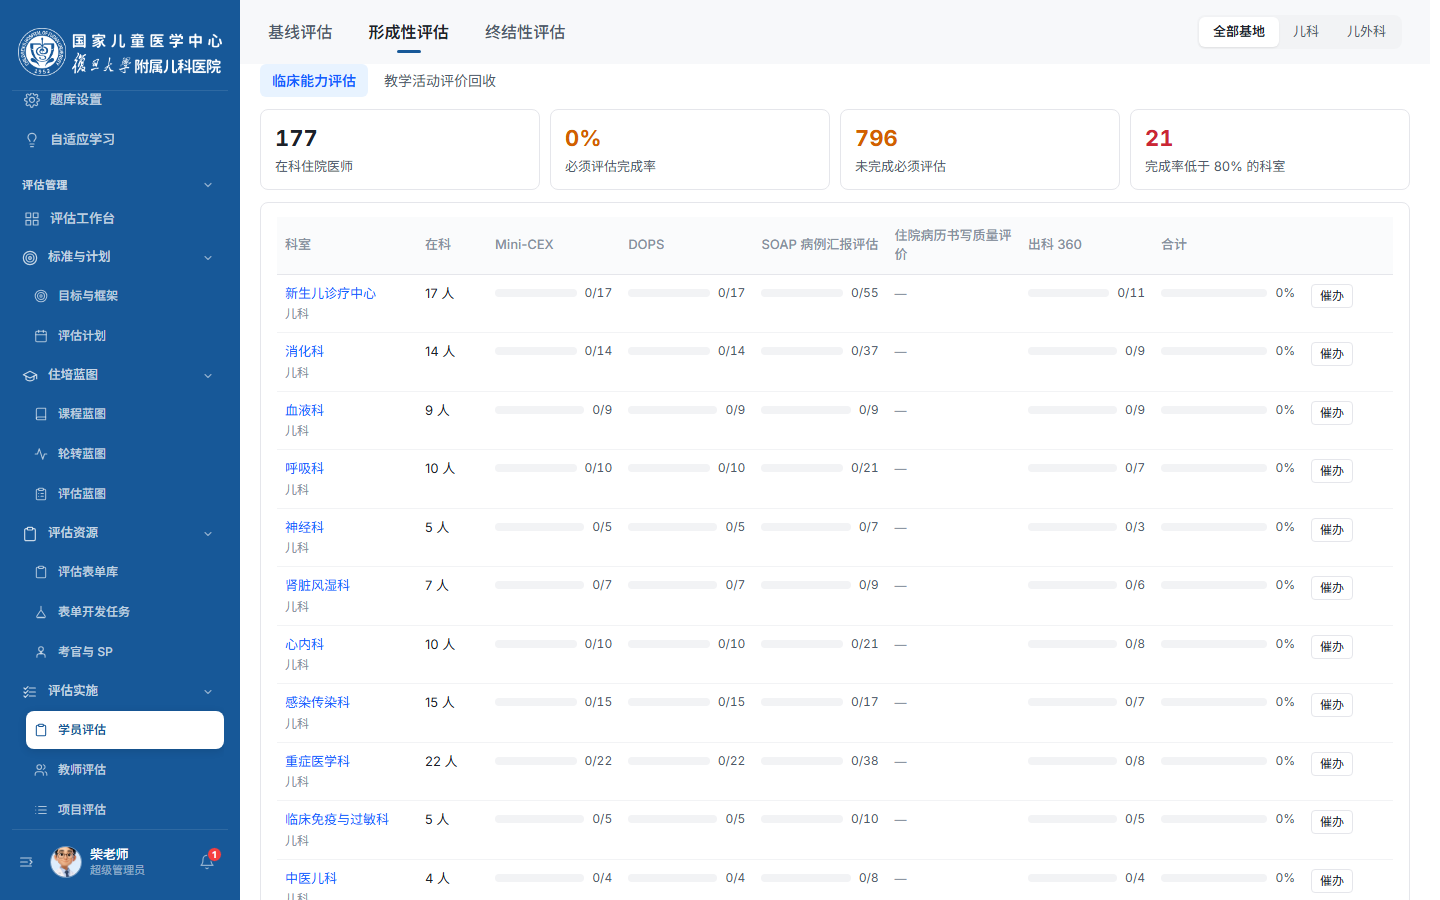 国家儿童医学中心
復旦大学附属儿科医院
题库设置
自适应学习
评估管理
评估工作台
标准与计划
目标与框架
评估计划
住培蓝图
课程蓝图
轮转蓝图
评估蓝图
评估资源
评估表单库
表单开发任务
考官与 SP
评估实施
学员评估
教师评估
项目评估
柴老师
超级管理员
1
基线评估 形成性评估 终结性评估
全部基地 儿科 儿外科
临床能力评估 教学活动评价回收
177
在科住院医师
0%
必须评估完成率
796
未完成必须评估
21
完成率低于 80% 的科室
科室 在科 Mini-CEX DOPS SOAP 病例汇报评估 住院病历书写质量评价 出科 360 合计
新生儿诊疗中心 17 人 0/17 0/17 0/55 — 0/11 0% 催办
儿科
消化科 14 人 0/14 0/14 0/37 — 0/9 0% 催办
儿科
血液科 9 人 0/9 0/9 0/9 — 0/9 0% 催办
儿科
呼吸科 10 人 0/10 0/10 0/21 — 0/7 0% 催办
儿科
神经科 5 人 0/5 0/5 0/7 — 0/3 0% 催办
儿科
肾脏风湿科 7 人 0/7 0/7 0/9 — 0/6 0% 催办
儿科
心内科 10 人 0/10 0/10 0/21 — 0/8 0% 催办
儿科
感染传染科 15 人 0/15 0/15 0/17 — 0/7 0% 催办
儿科
重症医学科 22 人 0/22 0/22 0/38 — 0/8 0% 催办
儿科
临床免疫与过敏科 5 人 0/5 0/5 0/10 — 0/5 0% 催办
儿科
中医儿科 4 人 0/4 0/4 0/8 — 0/4 0% 催办
儿科